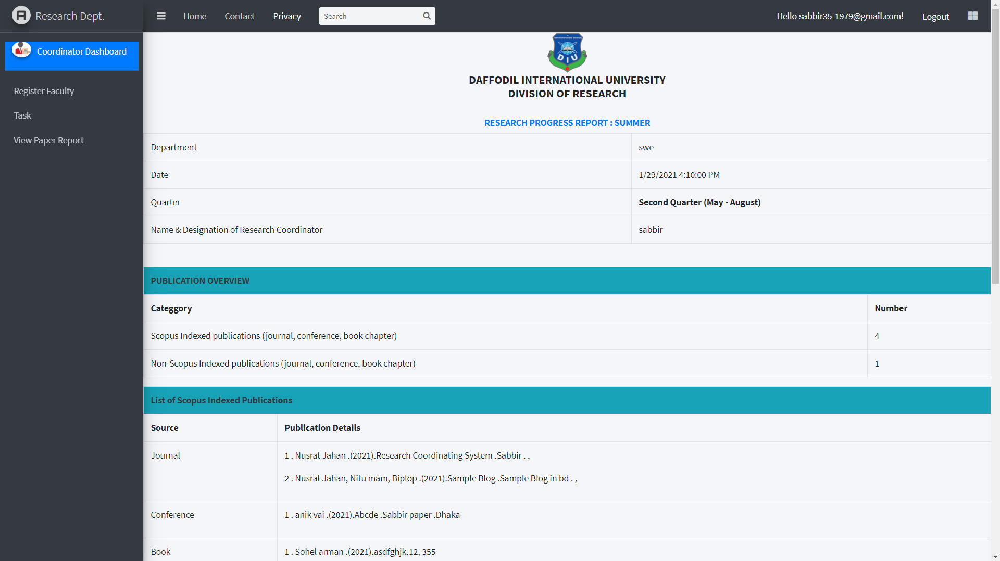 Research Dept.
Home Contact Privacy Search Hello sabbir35-1979@gmail.com! Logout
Coordinator Dashboard
Register Faculty
Task
View Paper Report
Daffodil International University
DIU
DAFFODIL INTERNATIONAL UNIVERSITY
DIVISION OF RESEARCH
RESEARCH PROGRESS REPORT : SUMMER
Department swe
Date 1/29/2021 4:10:00 PM
Quarter Second Quarter (May - August)
Name & Designation of Research Coordinator sabbir
PUBLICATION OVERVIEW
Categgory Number
Scopus Indexed publications (journal, conference, book chapter) 4
Non-Scopus Indexed publications (journal, conference, book chapter) 1
List of Scopus Indexed Publications
Source Publication Details
Journal 1 . Nusrat Jahan .(2021).Research Coordinating System .Sabbir . ,
2 . Nusrat Jahan, Nitu mam, Biplop .(2021).Sample Blog .Sample Blog in bd . ,
Conference 1 . anik vai .(2021).Abcde .Sabbir paper .Dhaka
Book 1 . Sohel arman .(2021).asdfghjk.12, 355